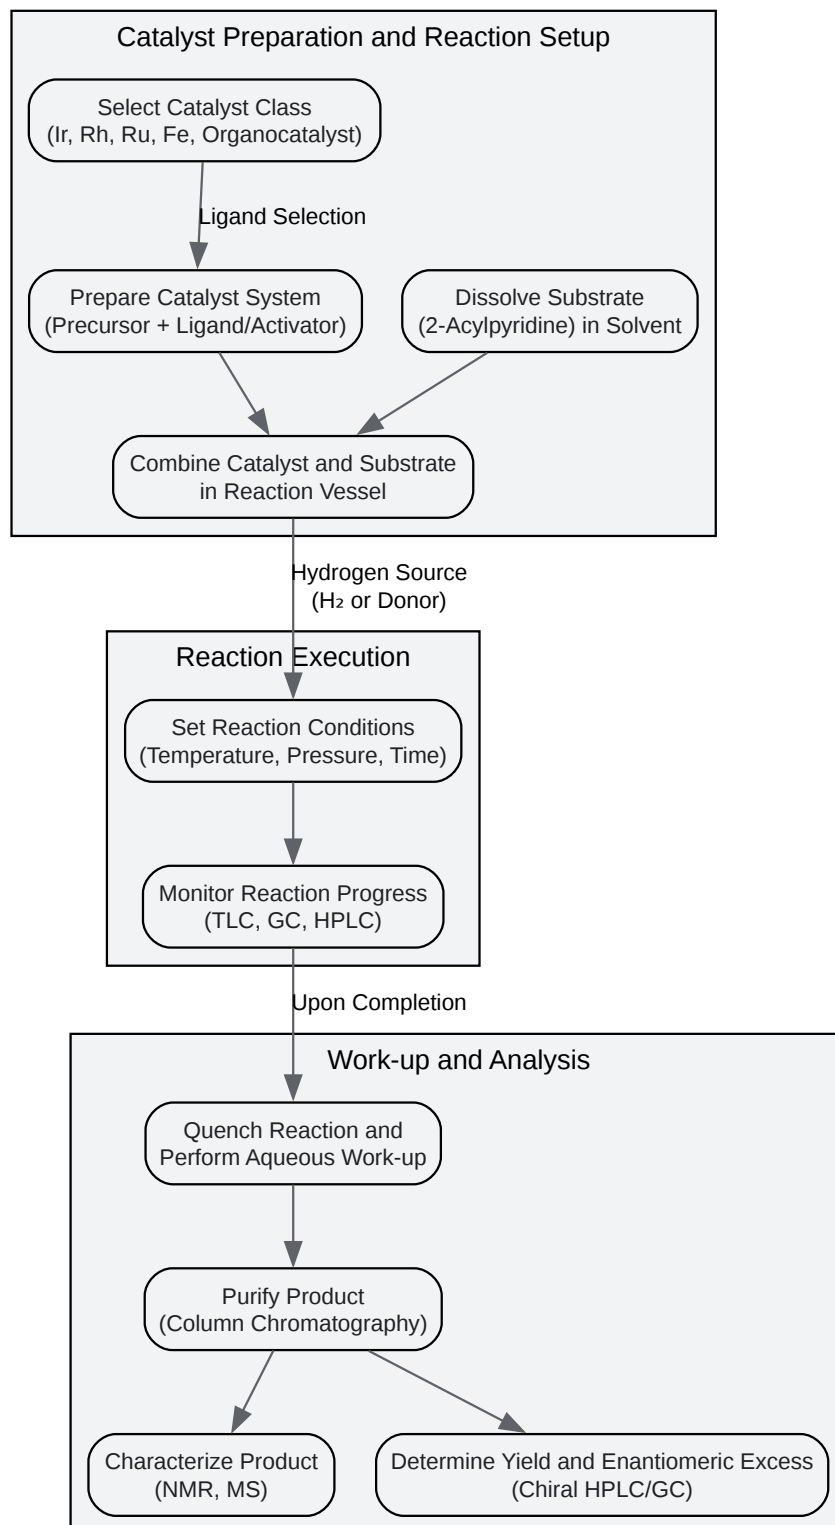 Catalyst Preparation and Reaction Setup
Select Catalyst Class
(Ir, Rh, Ru, Fe, Organocatalyst)
Ligand Selection
Prepare Catalyst System
(Precursor + Ligand/Activator)
Dissolve Substrate
(2-Acylpyridine) in Solvent
Combine Catalyst and Substrate
in Reaction Vessel
Hydrogen Source
(H₂ or Donor)
Reaction Execution
Set Reaction Conditions
(Temperature, Pressure, Time)
Monitor Reaction Progress
(TLC, GC, HPLC)
Upon Completion
Work-up and Analysis
Quench Reaction and
Perform Aqueous Work-up
Purify Product
(Column Chromatography)
Characterize Product
(NMR, MS)
Determine Yield and Enantiomeric Excess
(Chiral HPLC/GC)